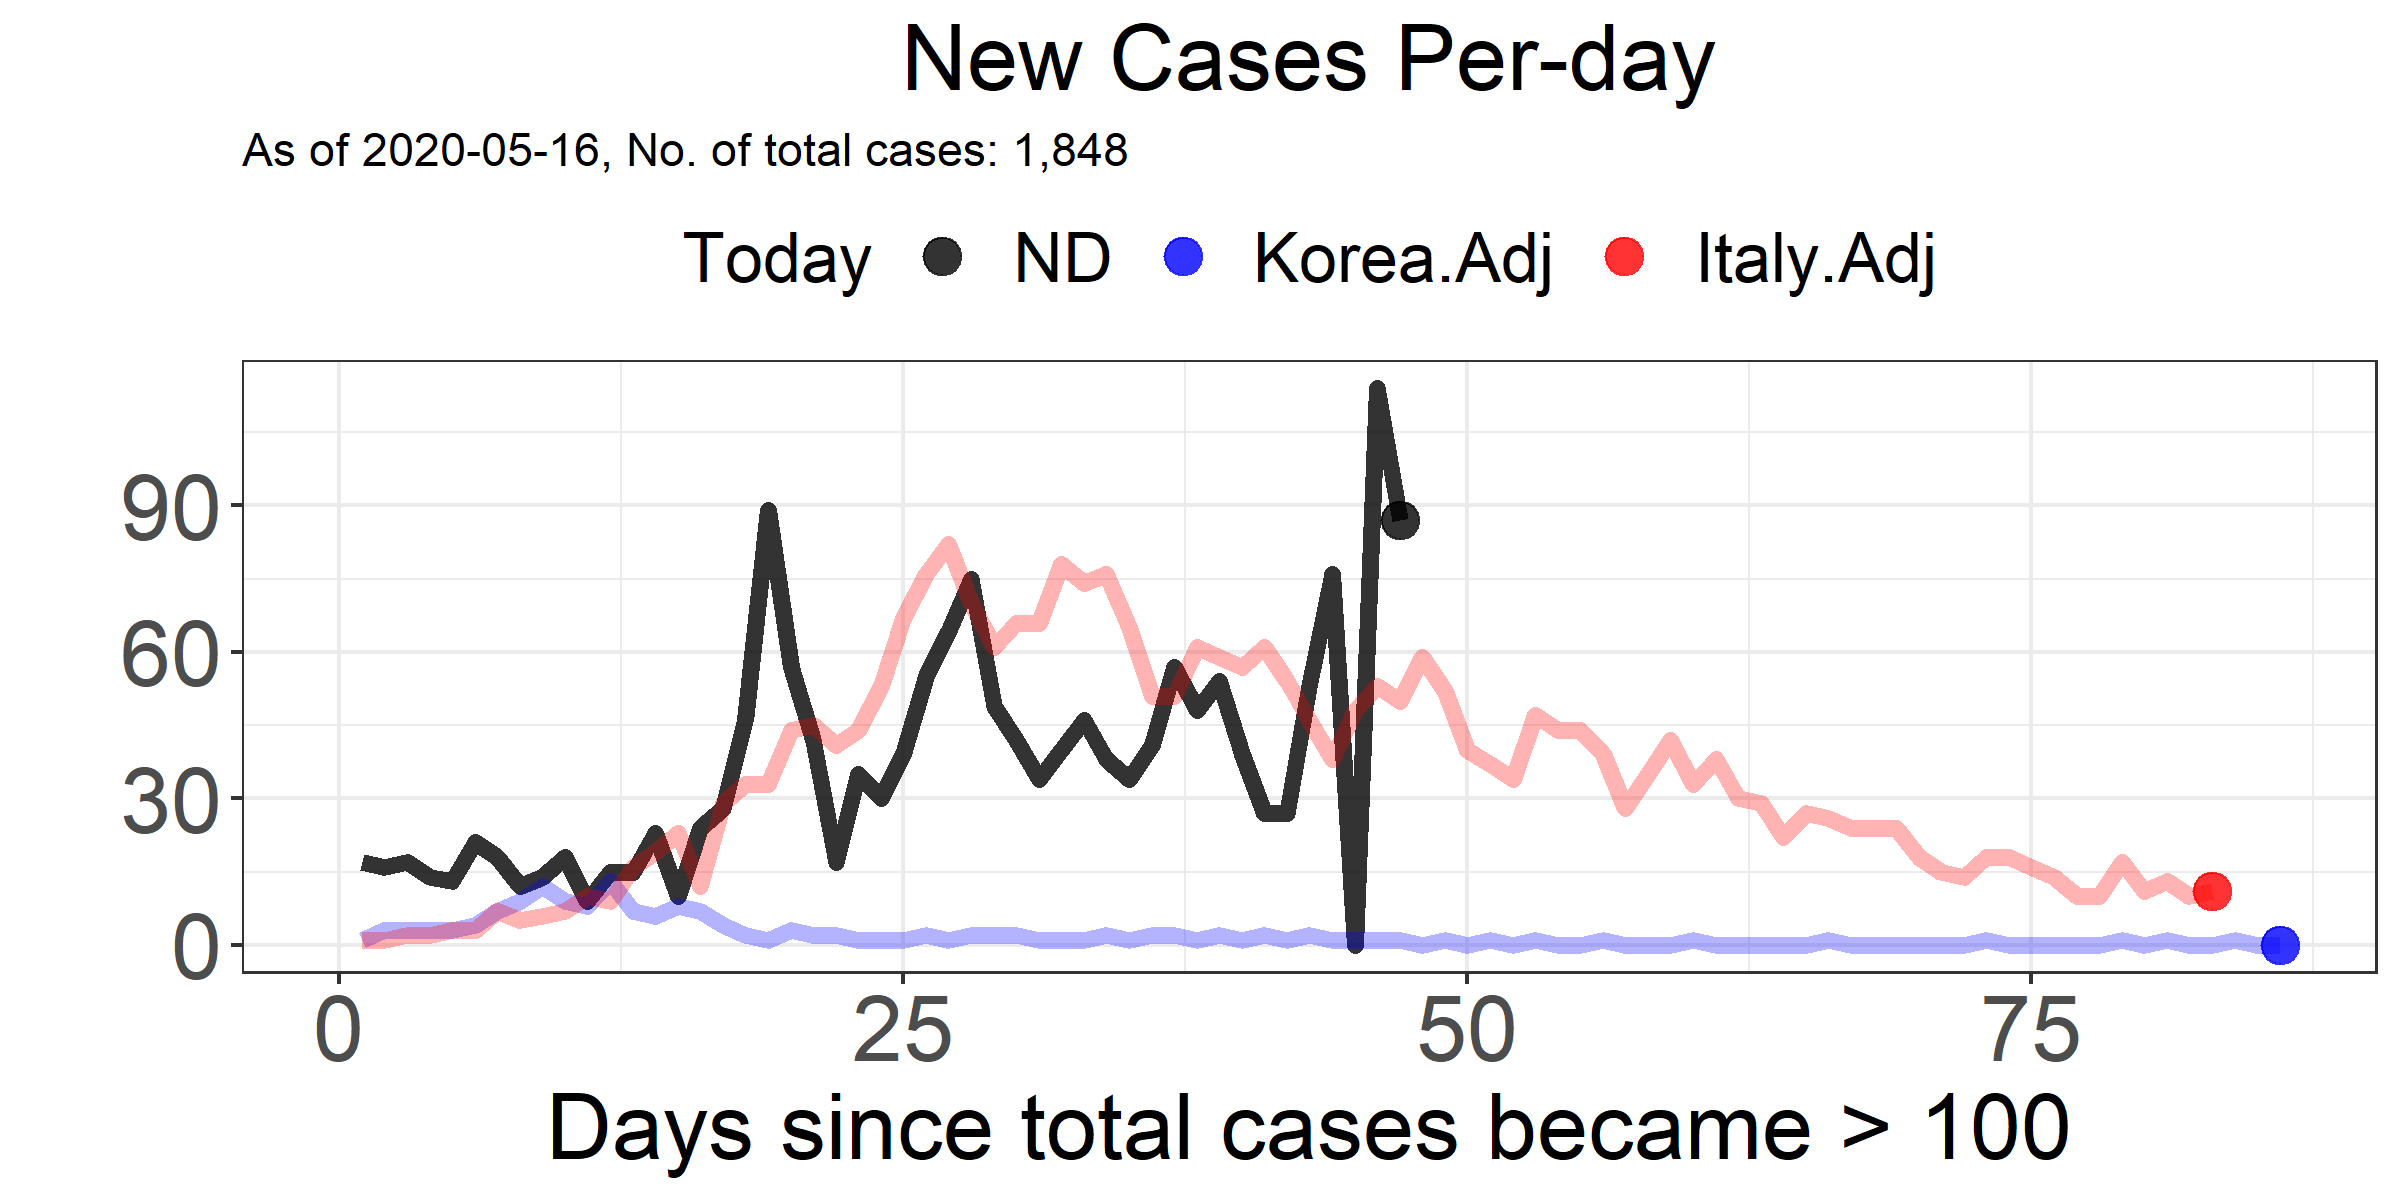 New Cases Per-day
As of 2020-05-16, No. of total cases: 1,848
Today ND Korea.Adj Italy.Adj
90
60
30
0
0 25 50 75
Days since total cases became > 100